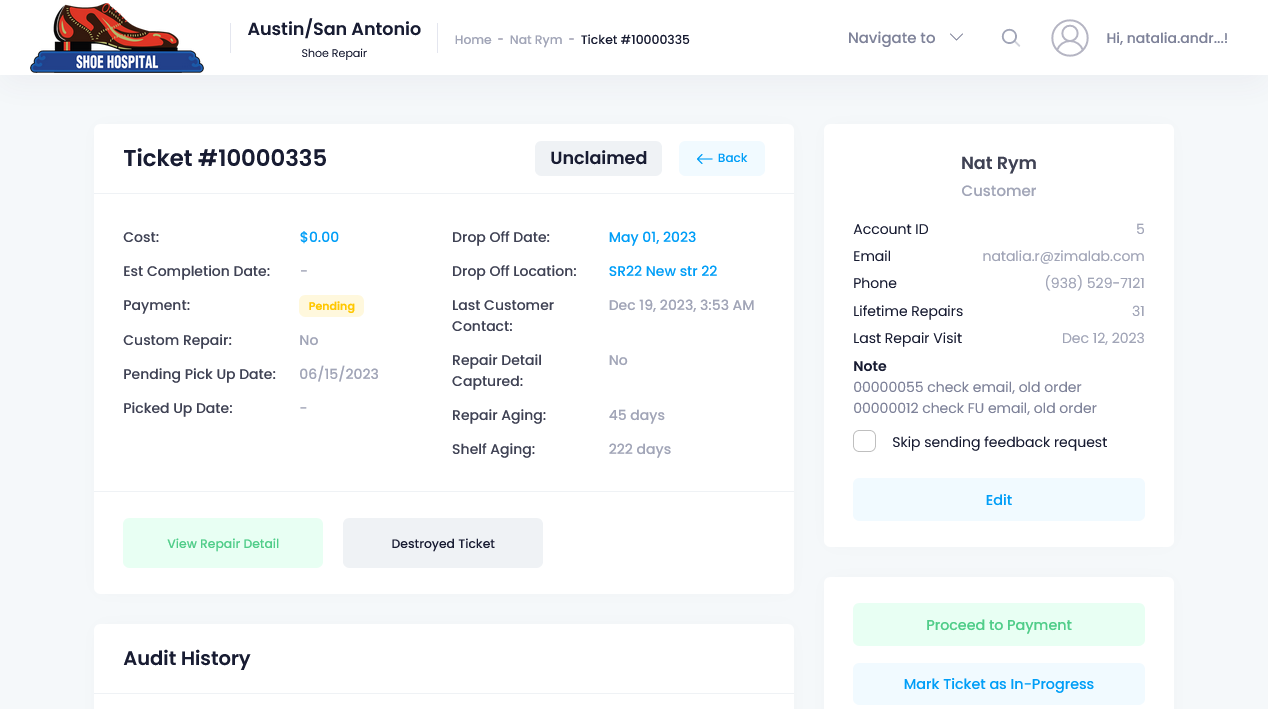 SHOE HOSPITAL
Austin/San Antonio
Shoe Repair
Home - Nat Rym - Ticket #10000335
Navigate to
Hi, natalia.andr...!
Ticket #10000335
Unclaimed
Back
Cost: $0.00
Est Completion Date: -
Payment: Pending
Custom Repair: No
Pending Pick Up Date: 06/15/2023
Picked Up Date: -
Drop Off Date: May 01, 2023
Drop Off Location: SR22 New str 22
Last Customer Dec 19, 2023, 3:53 AM
Contact:
Repair Detail No
Captured:
Repair Aging: 45 days
Shelf Aging: 222 days
View Repair Detail
Destroyed Ticket
Audit History
Nat Rym
Customer
Account ID 5
Email natalia.r@zimalab.com
Phone (938) 529-7121
Lifetime Repairs 31
Last Repair Visit Dec 12, 2023
Note
00000055 check email, old order
00000012 check FU email, old order
Skip sending feedback request
Edit
Proceed to Payment
Mark Ticket as In-Progress